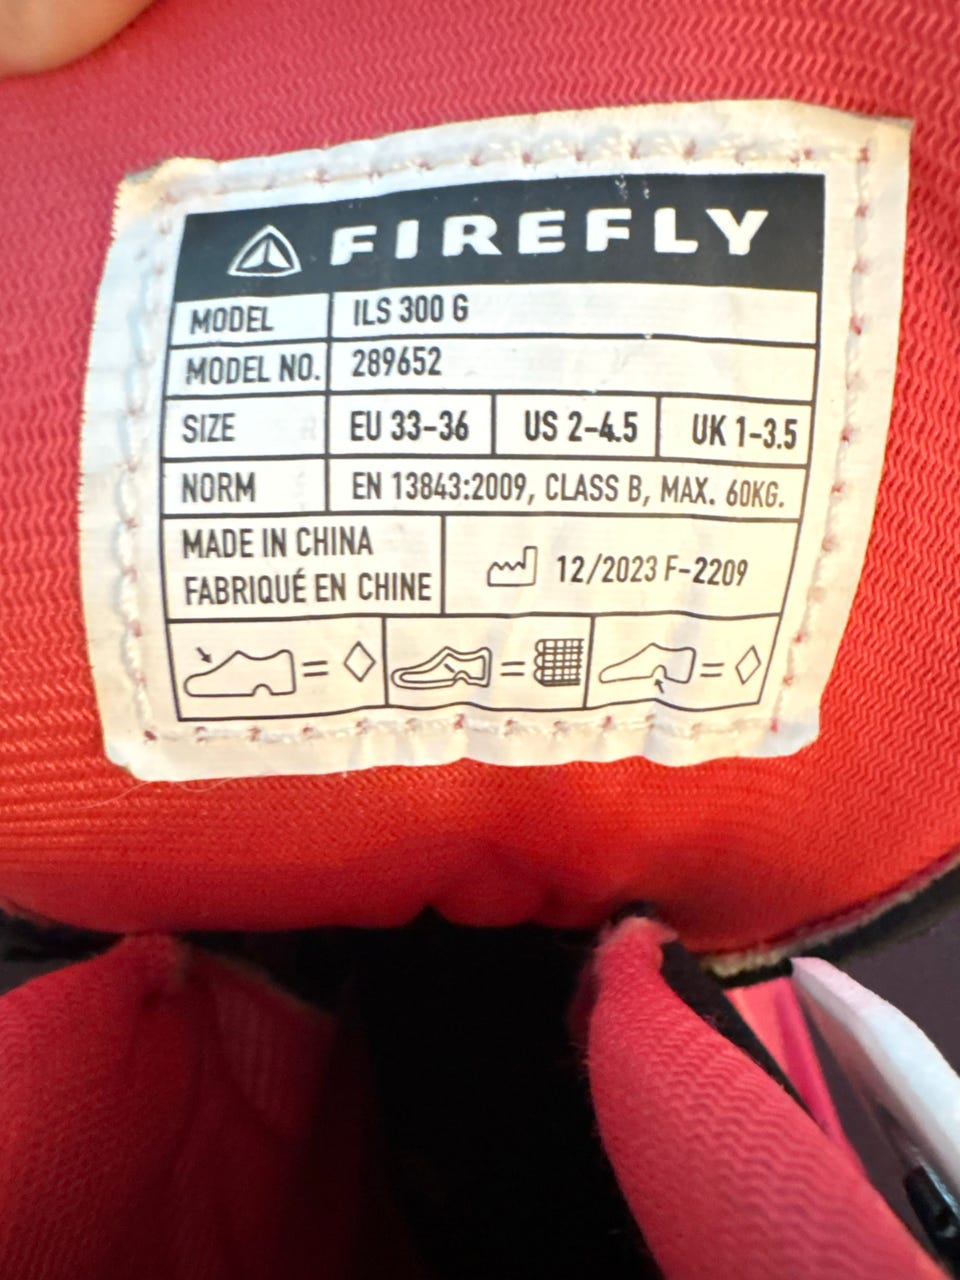 FIREFLY
MODEL ILS 300 G
MODEL NO. 289652
SIZE EU 33-36 US 2-4.5 UK 1-3.5
NORM EN 13843:2009, CLASS B, MAX. 60KG.
MADE IN CHINA
FABRIQUÉ EN CHINE
12/2023 F-2209
= = =